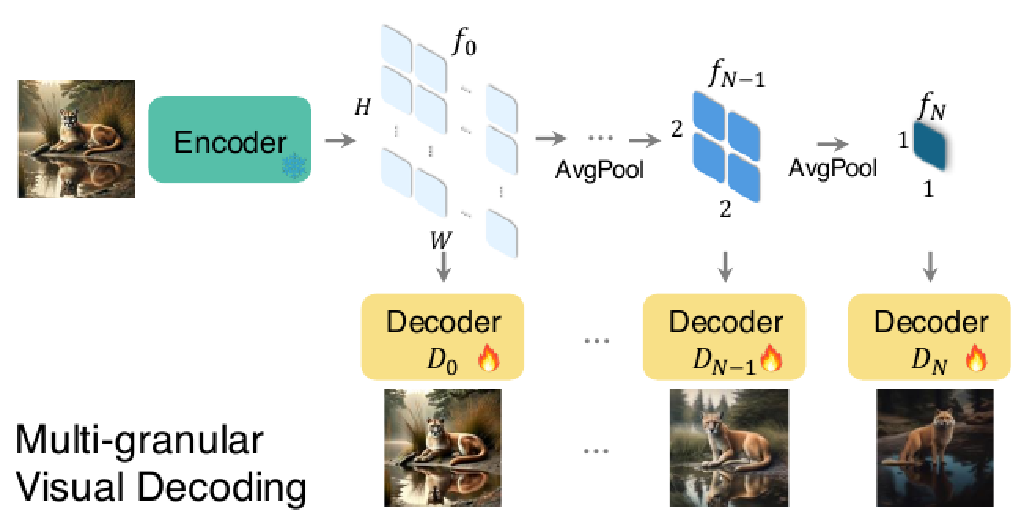 Encoder
H
f_0
W
...
AvgPool
f_{N-1}
2
2
AvgPool
f_N
1
1
Decoder
D_0
...
Decoder
D_{N-1}
Decoder
D_N
...
Multi-granular
Visual Decoding